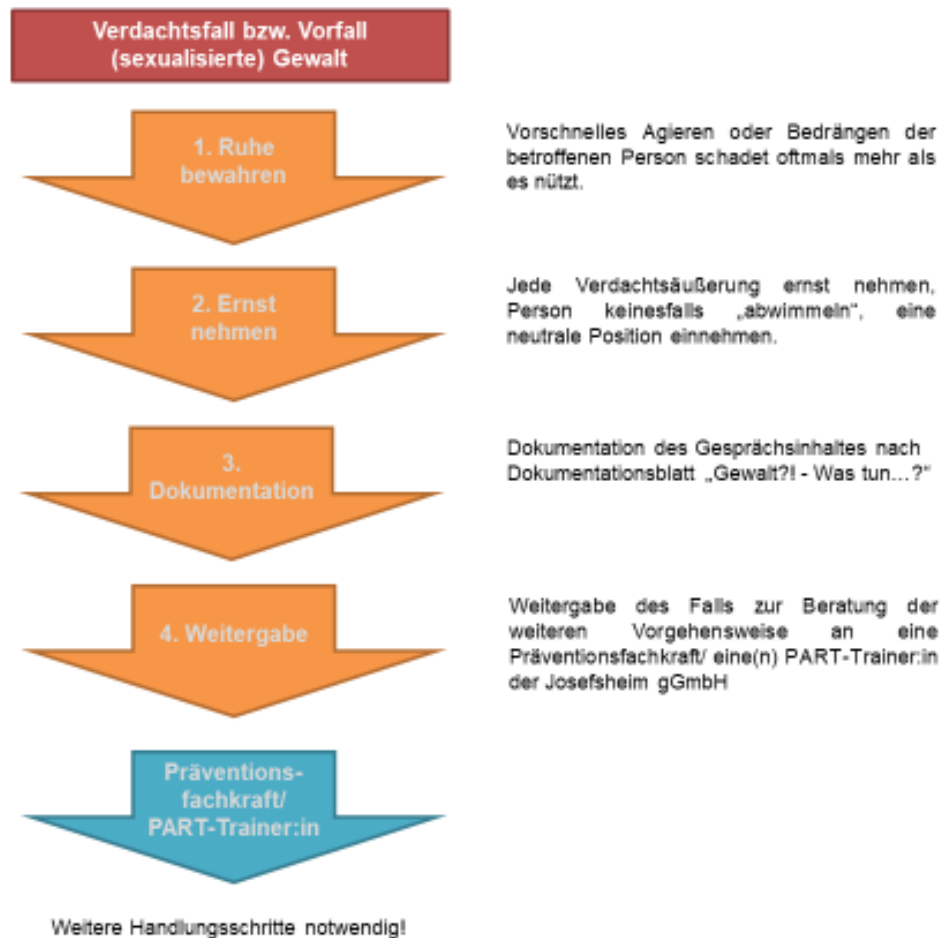 Verdachtsfall bzw. Vorfall
(sexualisierte) Gewalt
1. Ruhe
bewahren
Vorschnelles Agieren oder Bedrängen der
betroffenen Person schadet oftmals mehr als
es nützt.
2. Ernst
nehmen
Jede Verdachtsäußerung ernst nehmen,
Person keinesfalls „abwimmeln“, eine
neutrale Position einnehmen.
3.
Dokumentation
Dokumentation des Gesprächsinhaltes nach
Dokumentationsblatt „Gewalt?! - Was tun...?“
4. Weitergabe
Weitergabe des Falls zur Beratung der
weiteren Vorgehensweise an eine
Präventionsfachkraft/ eine(n) PART-Trainer:in
der Josefsheim gGmbH
Präventions-
fachkraft/
PART-Trainer:in
Weitere Handlungsschritte notwendig!